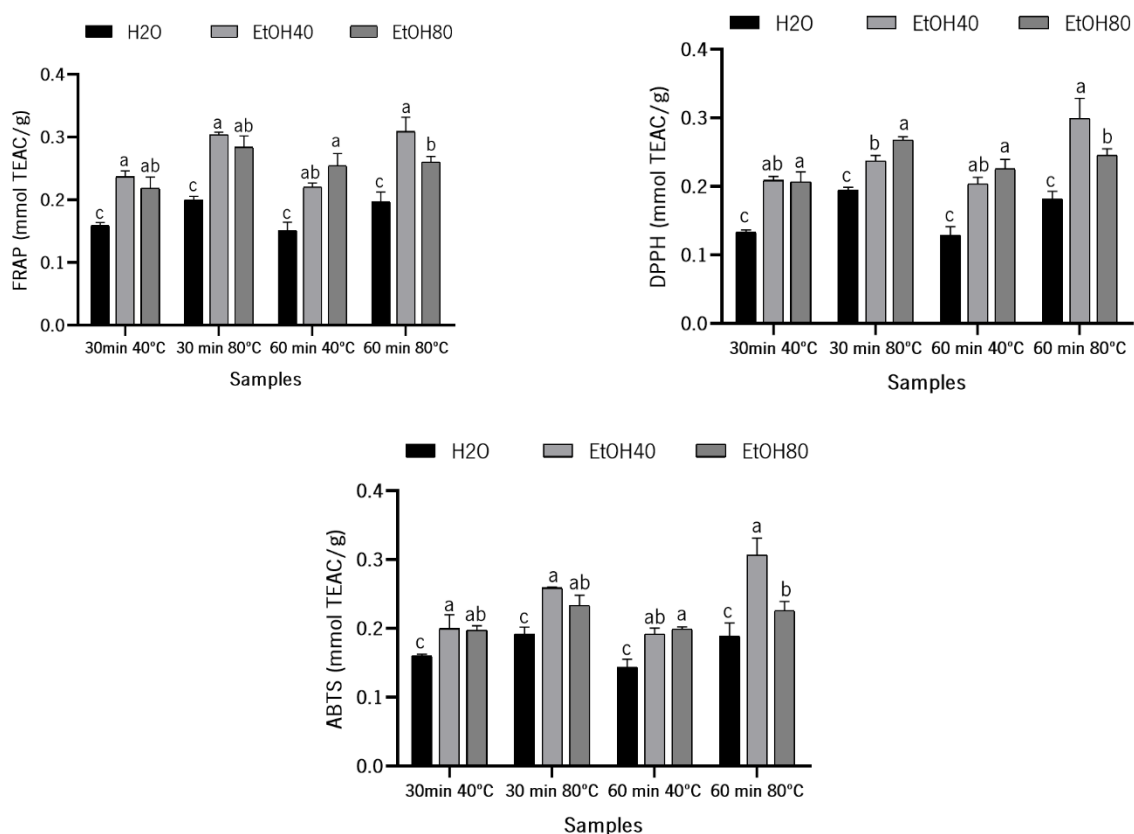 H2O EtOH40 EtOH80
FRAP (mmol TEAC/g)
0.4
0.3
0.2
0.1
0.0
c a ab
c a ab
c ab a
c a b
30min 40°C 30 min 80°C 60 min 40°C 60 min 80°C
Samples
H2O EtOH40 EtOH80
DPPH (mmol TEAC/g)
0.4
0.3
0.2
0.1
0.0
c ab a
c b a
c ab a
c a b
30min 40°C 30 min 80°C 60 min 40°C 60 min 80°C
Samples
H2O EtOH40 EtOH80
ABTS (mmol TEAC/g)
0.4
0.3
0.2
0.1
0.0
c a ab
c a ab
c ab a
c a b
30min 40°C 30 min 80°C 60 min 40°C 60 min 80°C
Samples